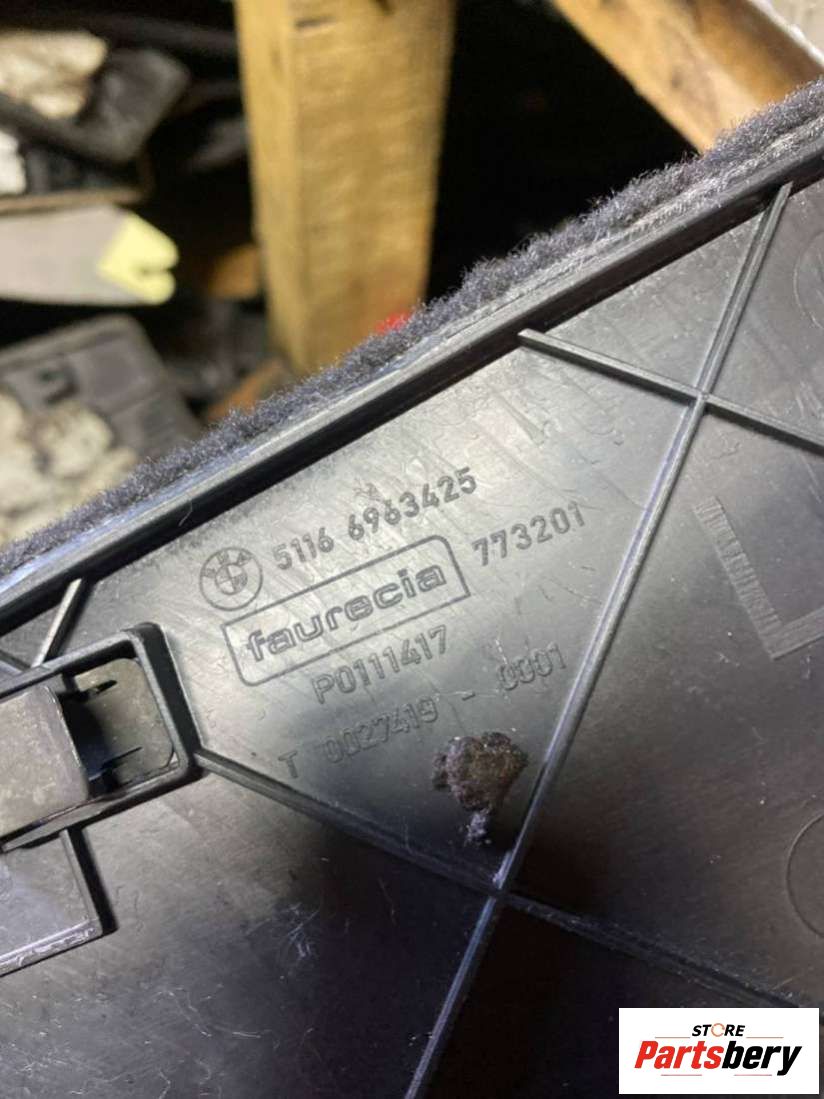 5116 6963425
faurecia 773201
P0111417
T 0027419 - 0001
L
STORE
Partsbery